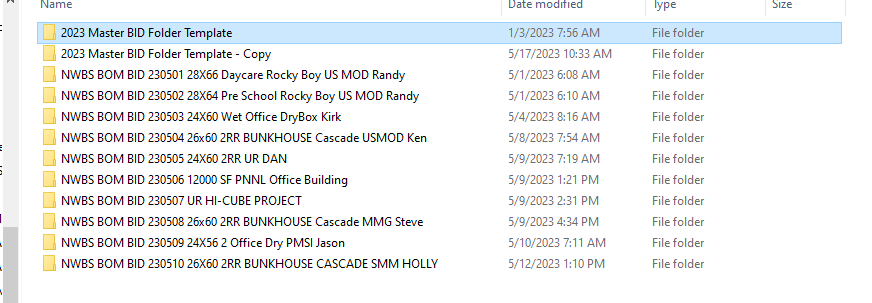 Name Date modified Type Size
2023 Master BID Folder Template 1/3/2023 7:56 AM File folder
2023 Master BID Folder Template - Copy 5/17/2023 10:33 AM File folder
NWBS BOM BID 230501 28X66 Daycare Rocky Boy US MOD Randy 5/1/2023 6:08 AM File folder
NWBS BOM BID 230502 28X64 Pre School Rocky Boy US MOD Randy 5/1/2023 6:10 AM File folder
NWBS BOM BID 230503 24X60 Wet Office DryBox Kirk 5/4/2023 8:16 AM File folder
NWBS BOM BID 230504 26x60 2RR BUNKHOUSE Cascade USMOD Ken 5/8/2023 7:54 AM File folder
NWBS BOM BID 230505 24X60 2RR UR DAN 5/9/2023 7:19 AM File folder
NWBS BOM BID 230506 12000 SF PNNL Office Building 5/9/2023 1:21 PM File folder
NWBS BOM BID 230507 UR HI-CUBE PROJECT 5/9/2023 2:31 PM File folder
NWBS BOM BID 230508 26x60 2RR BUNKHOUSE Cascade MMG Steve 5/9/2023 4:34 PM File folder
NWBS BOM BID 230509 24X56 2 Office Dry PMSI Jason 5/10/2023 7:11 AM File folder
NWBS BOM BID 230510 26X60 2RR BUNKHOUSE CASCADE SMM HOLLY 5/12/2023 1:10 PM File folder